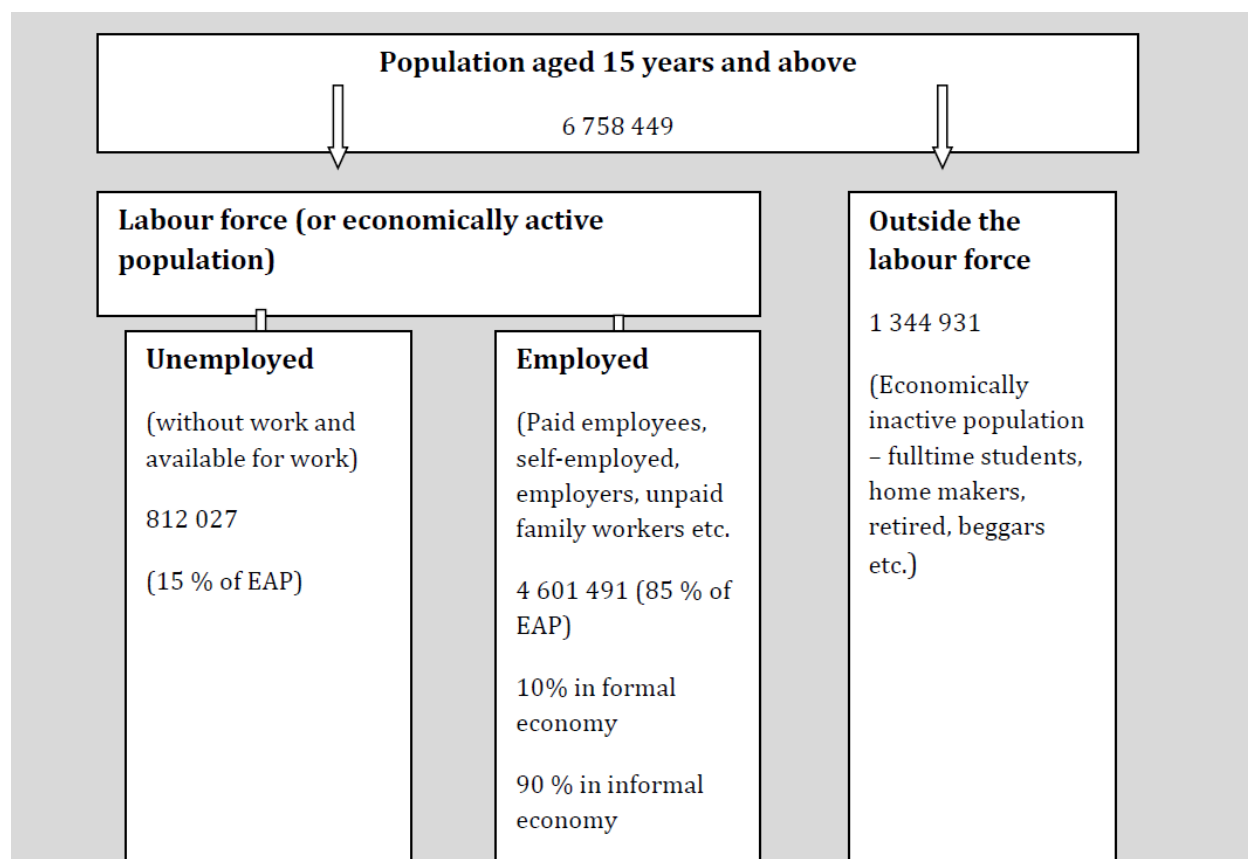 Population aged 15 years and above
6 758 449
Labour force (or economically active
population)
Unemployed
(without work and
available for work)
812 027
(15 % of EAP)
Employed
(Paid employees,
self-employed,
employers, unpaid
family workers etc.
4 601 491 (85 % of
EAP)
10% in formal
economy
90 % in informal
economy
Outside the
labour force
1 344 931
(Economically
inactive population
– fulltime students,
home makers,
retired, beggars
etc.)